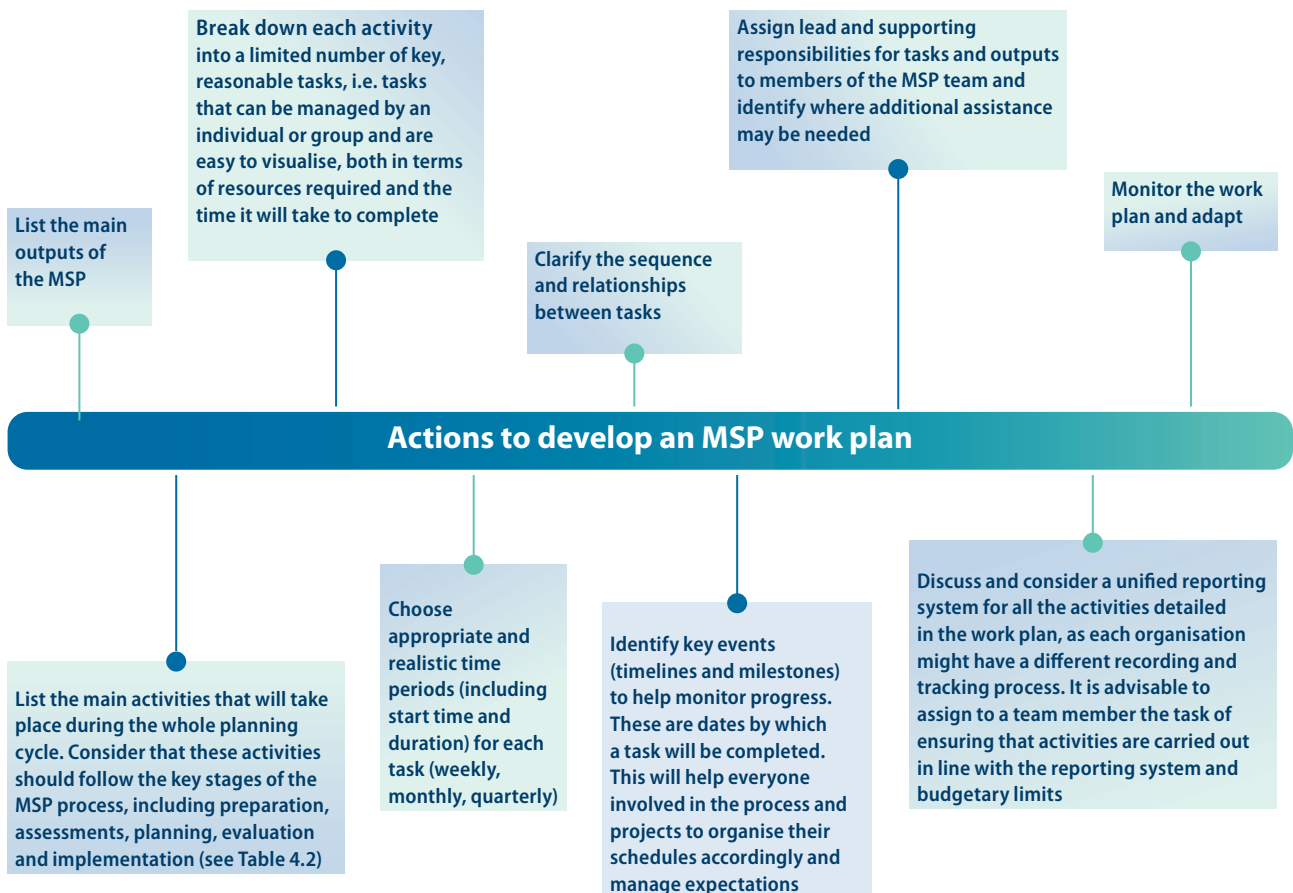 Break down each activity
into a limited number of key,
reasonable tasks, i.e. tasks
that can be managed by an
individual or group and are
easy to visualise, both in terms
of resources required and the
time it will take to complete
Assign lead and supporting
responsibilities for tasks and outputs
to members of the MSP team and
identify where additional assistance
may be needed
List the main
outputs of
the MSP
Clarify the sequence
and relationships
between tasks
Monitor the work
plan and adapt
Actions to develop an MSP work plan
List the main activities that will take
place during the whole planning
cycle. Consider that these activities
should follow the key stages of the
MSP process, including preparation,
assessments, planning, evaluation
and implementation (see Table 4.2)
Choose
appropriate and
realistic time
periods (including
start time and
duration) for each
task (weekly,
monthly, quarterly)
Identify key events
(timelines and milestones)
to help monitor progress.
These are dates by which
a task will be completed.
This will help everyone
involved in the process and
projects to organise their
schedules accordingly and
manage expectations
Discuss and consider a unified reporting
system for all the activities detailed
in the work plan, as each organisation
might have a different recording and
tracking process. It is advisable to
assign to a team member the task of
ensuring that activities are carried out
in line with the reporting system and
budgetary limits